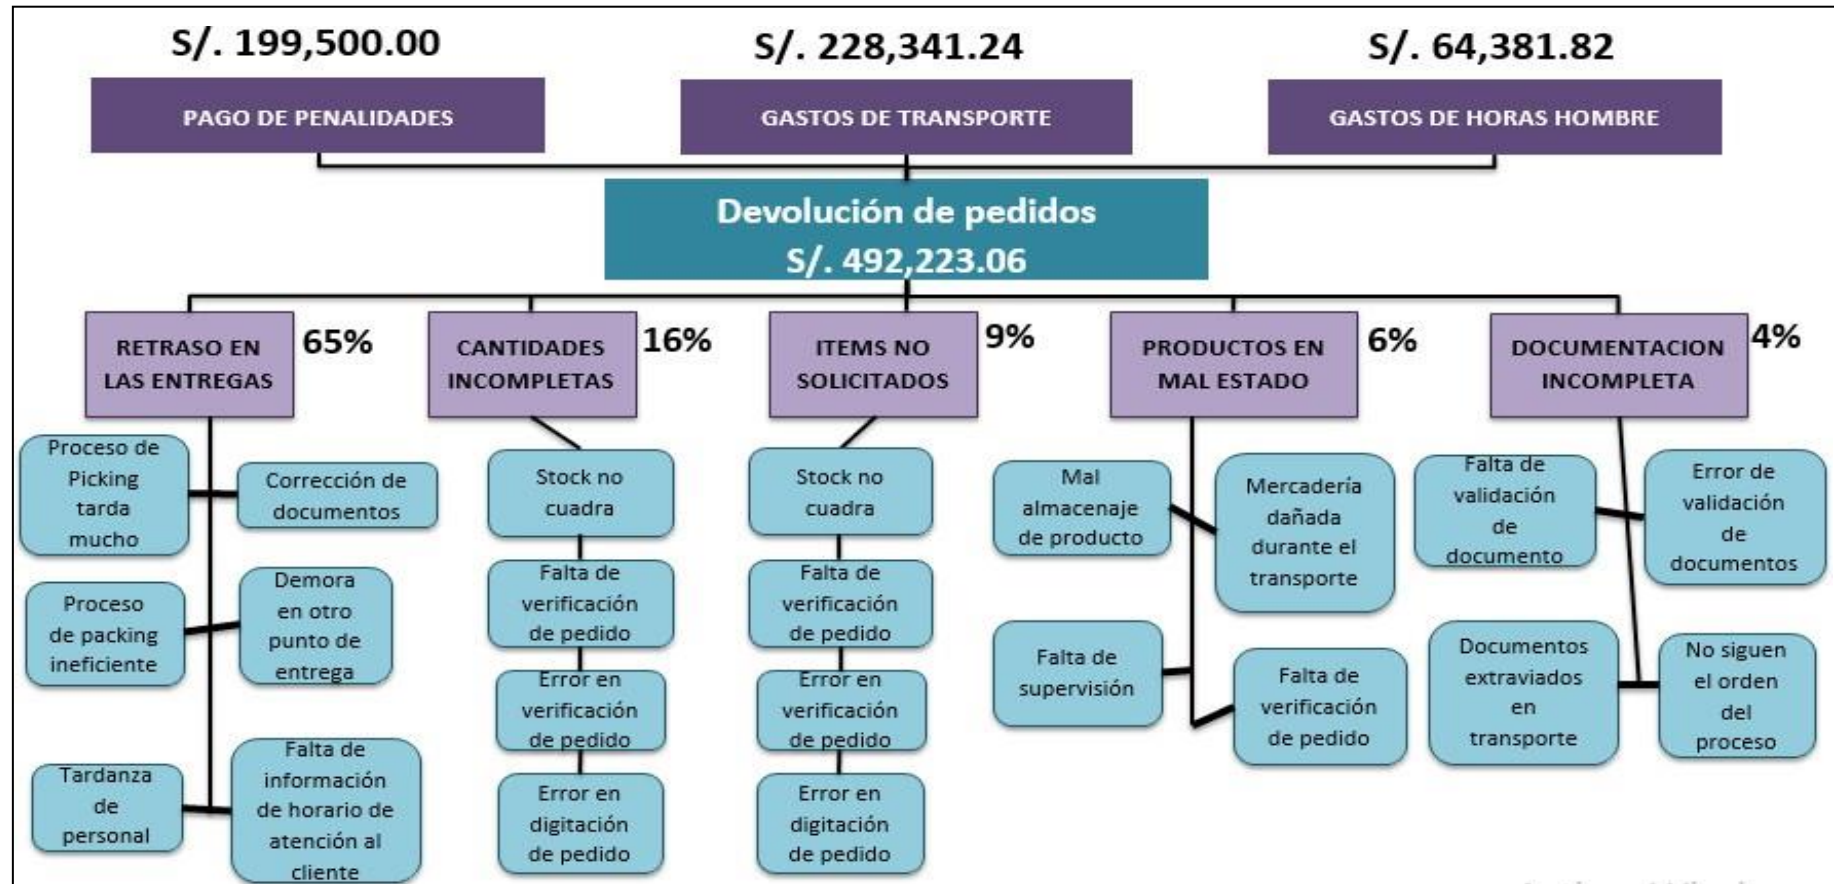 S/. 199,500.00
S/. 228,341.24
S/. 64,381.82
PAGO DE PENALIDADES
GASTOS DE TRANSPORTE
GASTOS DE HORAS HOMBRE
Devolución de pedidos
S/. 492,223.06
RETRASO EN
LAS ENTREGAS
65%
CANTIDADES
INCOMPLETAS
16%
ITEMS NO
SOLICITADOS
9%
PRODUCTOS EN
MAL ESTADO
6%
DOCUMENTACION
INCOMPLETA
4%
Proceso de
Picking
tarda
mucho
Corrección de
documentos
Proceso
de packing
ineficiente
Demora
en otro
punto de
entrega
Tardanza
de
personal
Falta de
información
de horario de
atención al
cliente
Stock no
cuadra
Falta de
verificación
de pedido
Error en
verificación
de pedido
Error en
digitación
de pedido
Stock no
cuadra
Falta de
verificación
de pedido
Error en
verificación
de pedido
Error en
digitación
de pedido
Mal
almacenaje
de producto
Mercadería
dañada
durante el
transporte
Falta de
supervisión
Falta de
verificación
de pedido
Falta de
validación
de
documento
Error de
validación
de
documentos
Documentos
extraviados
en
transporte
No siguen
el orden
del
proceso